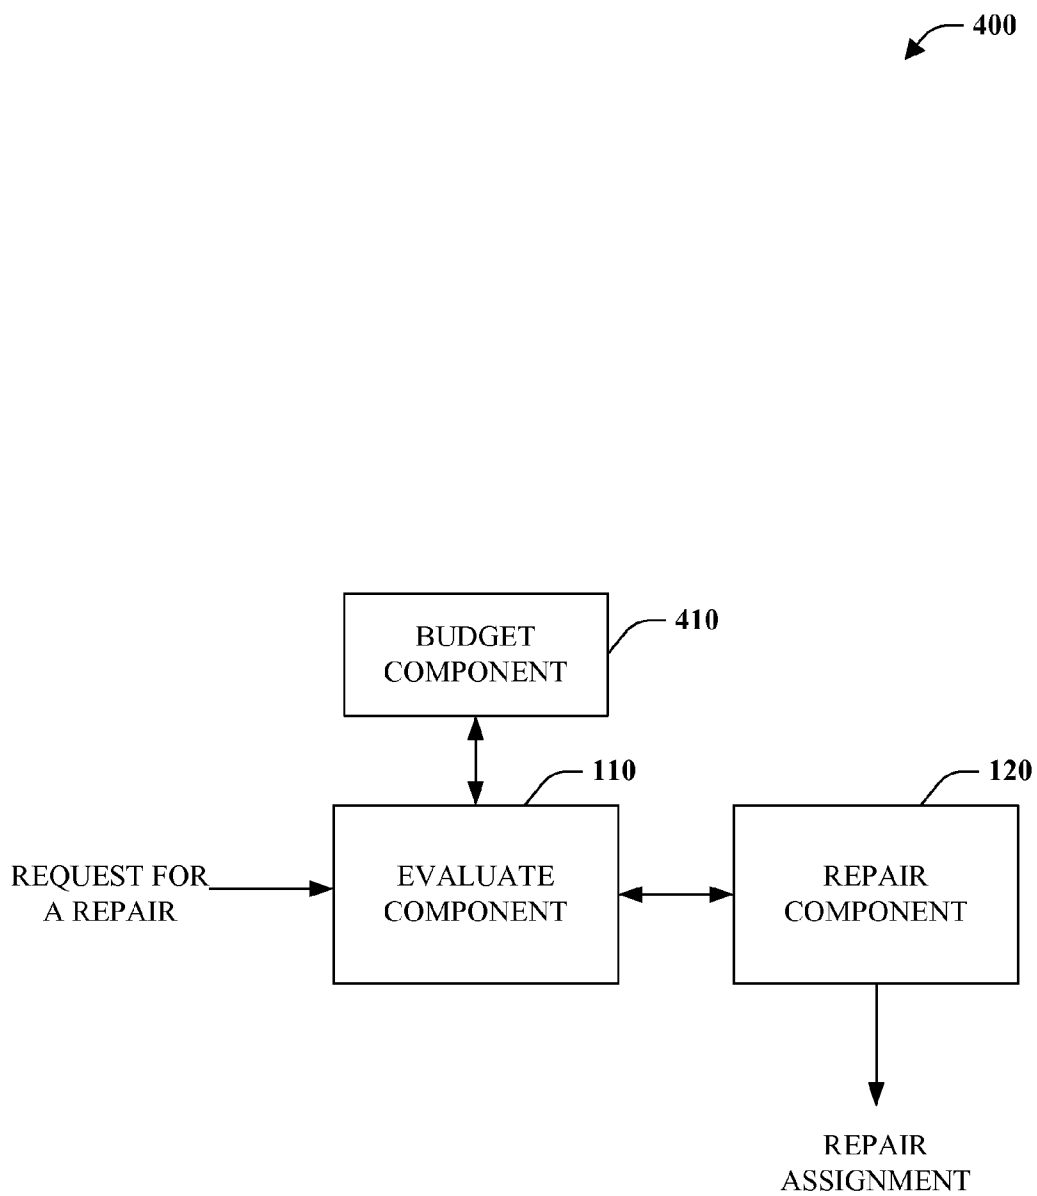 400
BUDGET
COMPONENT
410
110
120
REQUEST FOR
A REPAIR
EVALUATE
COMPONENT
REPAIR
COMPONENT
REPAIR
ASSIGNMENT